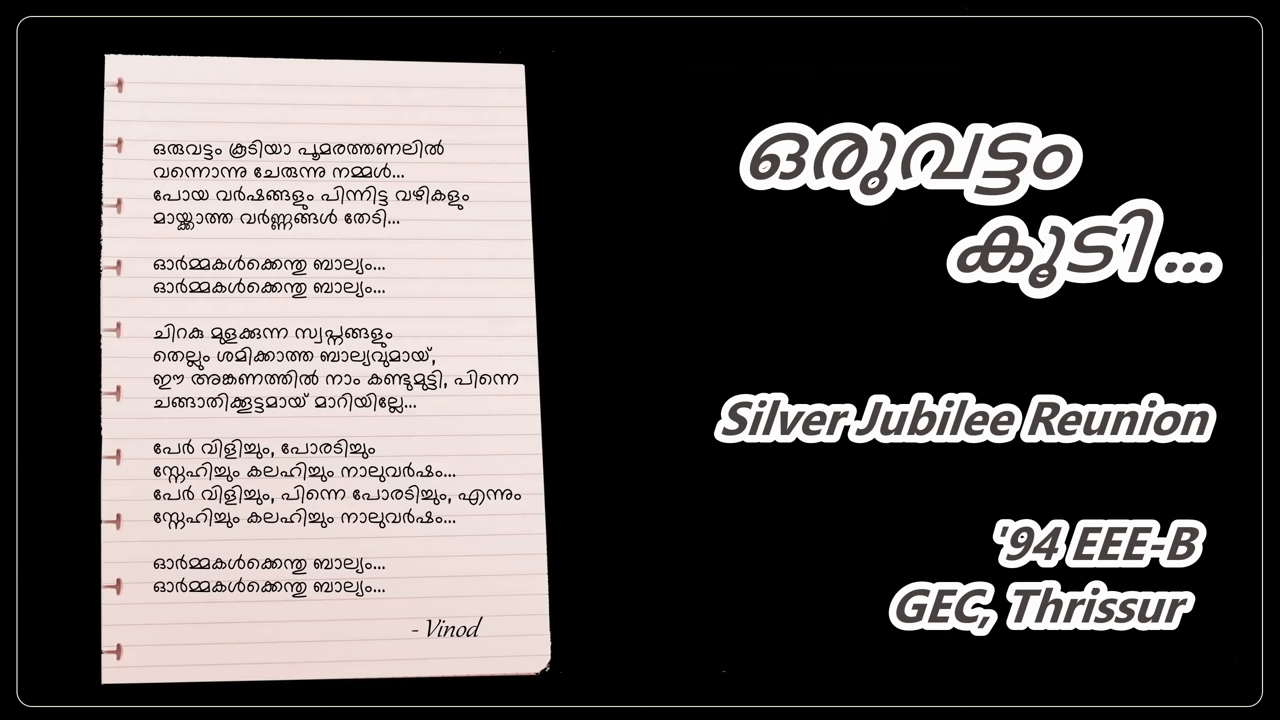 ഒരുവട്ടം കൂടിയാ പൂമരത്തണലിൽ
വന്നൊന്നു ചേരുന്നു നമ്മൾ...
പോയ വർഷങ്ങളും പിന്നിട്ട വഴികളും
മായ്ക്കാത്ത വർണ്ണങ്ങൾ തേടി...
ഓർമ്മകൾക്കെന്തു ബാല്യം...
ഓർമ്മകൾക്കെന്തു ബാല്യം...
ചിറകു മുളക്കുന്ന സ്വപ്നങ്ങളും
തെല്ലും ശമിക്കാത്ത ബാല്യവുമായ്,
ഈ അങ്കണത്തിൽ നാം കണ്ടുമുട്ടി, പിന്നെ
ചങ്ങാതിക്കൂട്ടമായ് മാറിയില്ലേ...
പേർ വിളിച്ചും, പോരടിച്ചും
സ്നേഹിച്ചും കലഹിച്ചും നാലുവർഷം...
പേർ വിളിച്ചും, പിന്നെ പോരടിച്ചും, എന്നും
സ്നേഹിച്ചും കലഹിച്ചും നാലുവർഷം...
ഓർമ്മകൾക്കെന്തു ബാല്യം...
ഓർമ്മകൾക്കെന്തു ബാല്യം...
- Vinod
ഒരുവട്ടം
കൂടി...
Silver Jubilee Reunion
'94 EEE-B
GEC, Thrissur